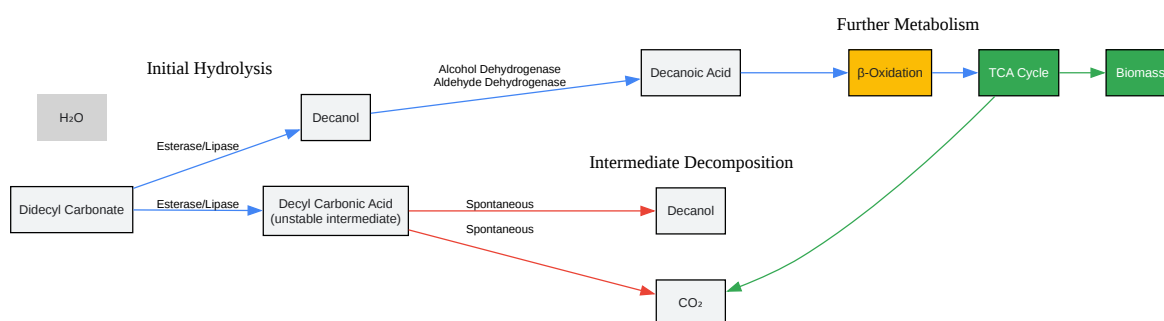 Further Metabolism
Initial Hydrolysis
Alcohol Dehydrogenase
Aldehyde Dehydrogenase
Decanoic Acid
β-Oxidation
TCA Cycle
Biomass
H₂O
Decanol
Esterase/Lipase
Intermediate Decomposition
Didecyl Carbonate
Esterase/Lipase
Decyl Carbonic Acid
(unstable intermediate)
Spontaneous
Decanol
Spontaneous
CO₂